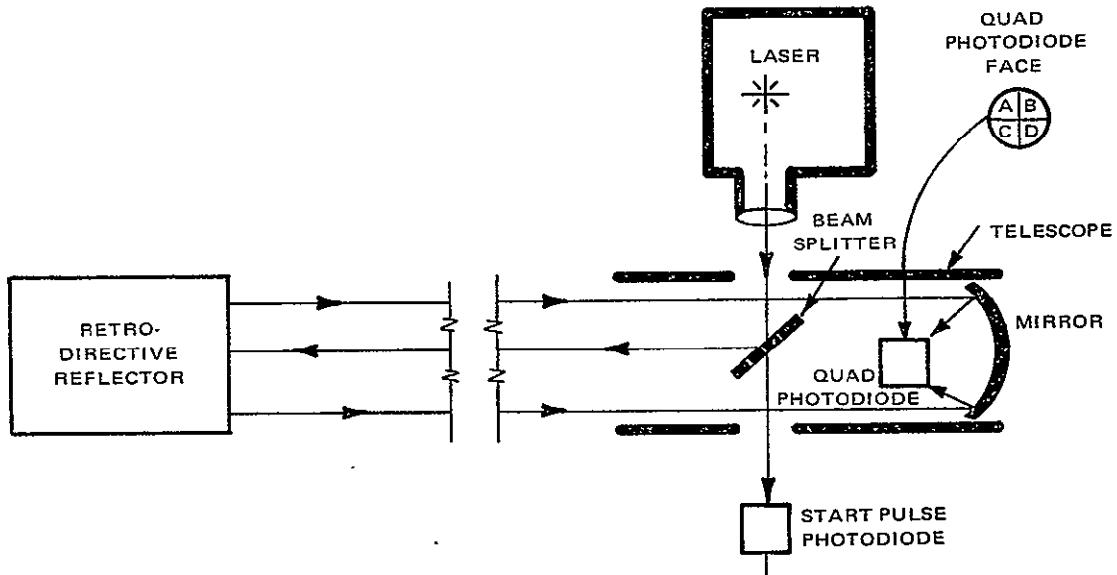 LASER
QUAD
PHOTODIODE
FACE
A B
C D
BEAM
SPLITTER
TELESCOPE
RETRO-
DIRECTIVE
REFLECTOR
MIRROR
QUAD
PHOTODIODE
START PULSE
PHOTODIODE